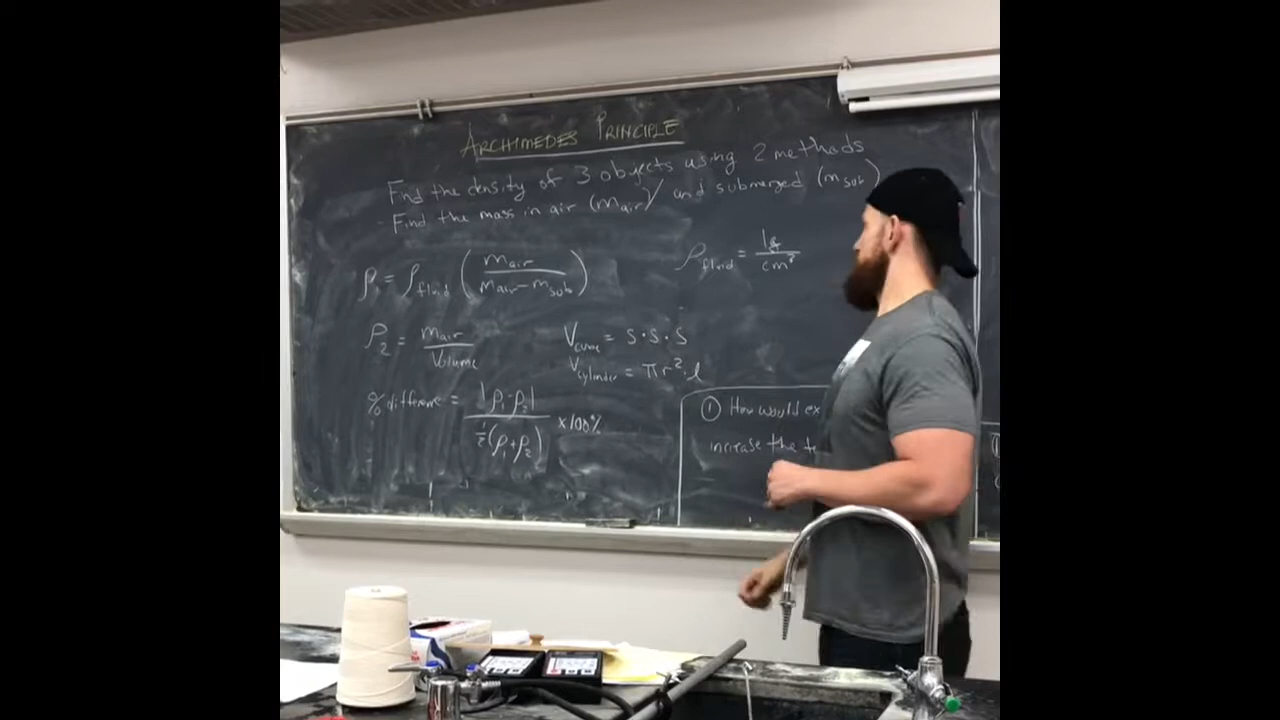 ARCHIMEDES PRINCIPLE
Find the density of 3 objects using 2 methods
- Find the mass in air (mair) and submerged (msub)
ρ1 = ρfluid ( mair / mair - msub )
ρfluid = 1g / cm³
ρ2 = mair / Volume
Vcube = s · s · s
Vcylinder = πr² · l
% difference = |ρ1 - ρ2| / ½(ρ1 + ρ2) x100%
① How would ex
increase the te